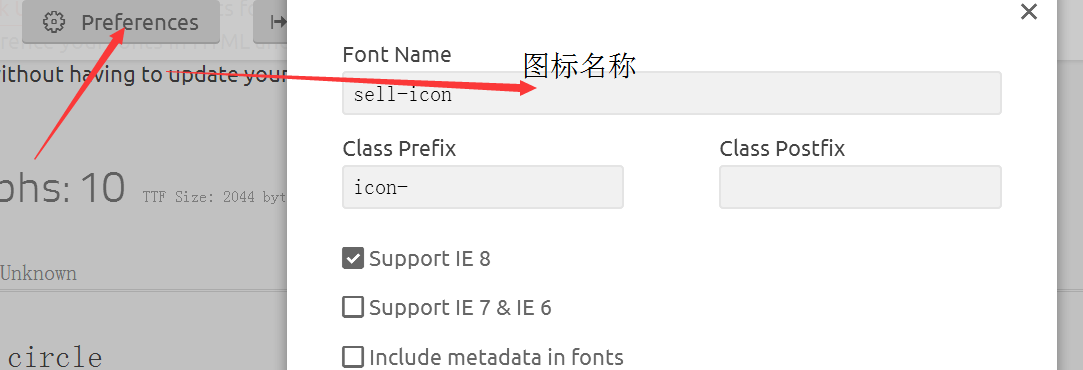 Preferences
without having to update your
phs: 10 TTF Size: 2044 byt
Unknown
circle
Font Name
图标名称
sell-icon
Class Prefix
Class Postfix
icon-
Support IE 8
Support IE 7 & IE 6
Include metadata in fonts